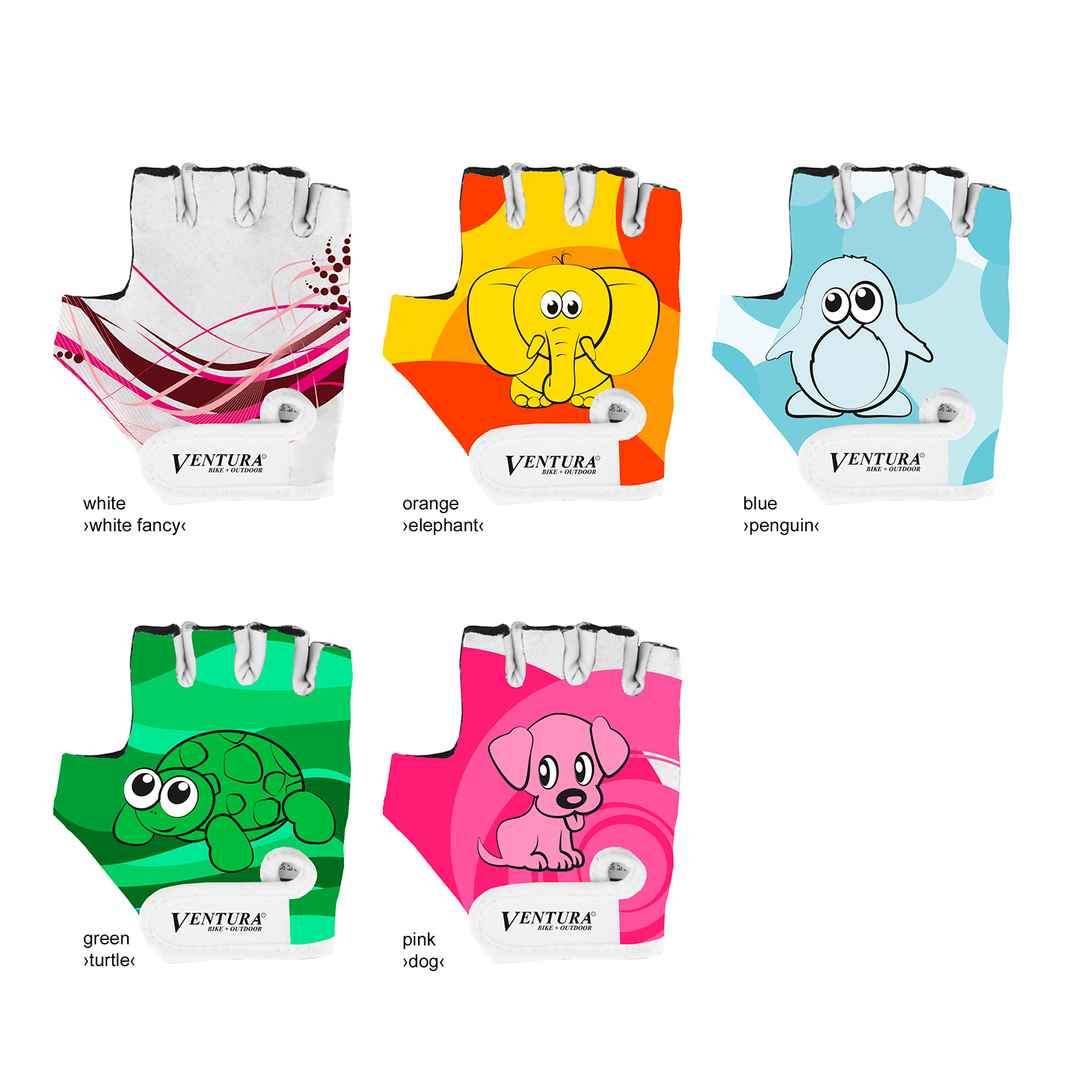 VENTURA©
BIKE + OUTDOOR
white
›white fancy‹
VENTURA©
BIKE + OUTDOOR
orange
›elephant‹
VENTURA©
BIKE + OUTDOOR
blue
›penguin‹
VENTURA©
BIKE + OUTDOOR
green
›turtle‹
VENTURA©
BIKE + OUTDOOR
pink
›dog‹